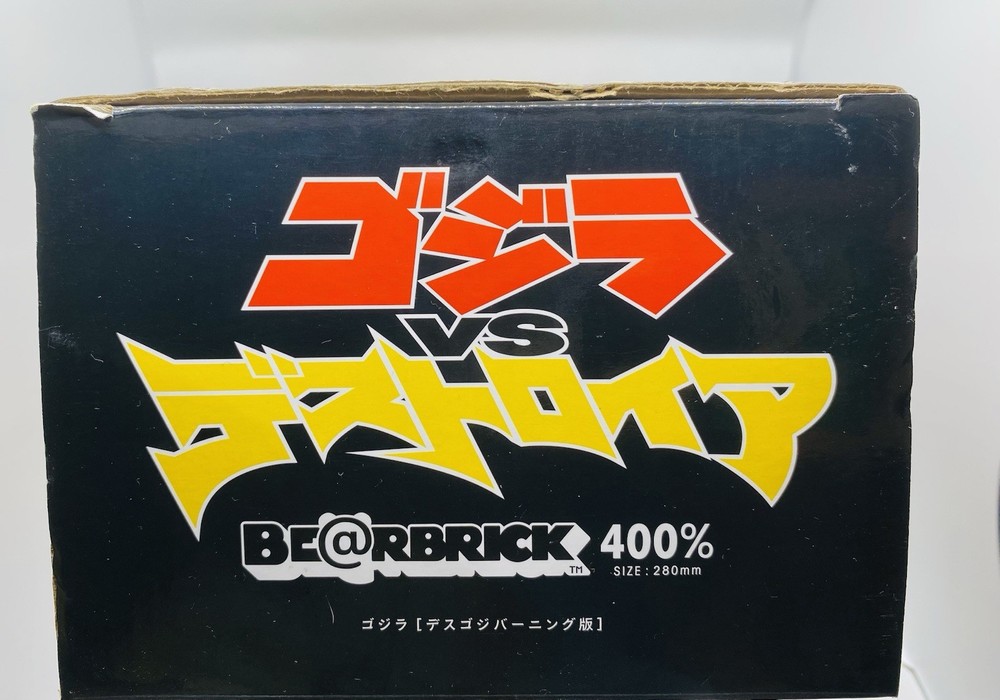 ゴジラ
VS
デストロイア
BE@RBRICK TM 400%
SIZE : 280mm
ゴジラ [デスゴジバーニング版]